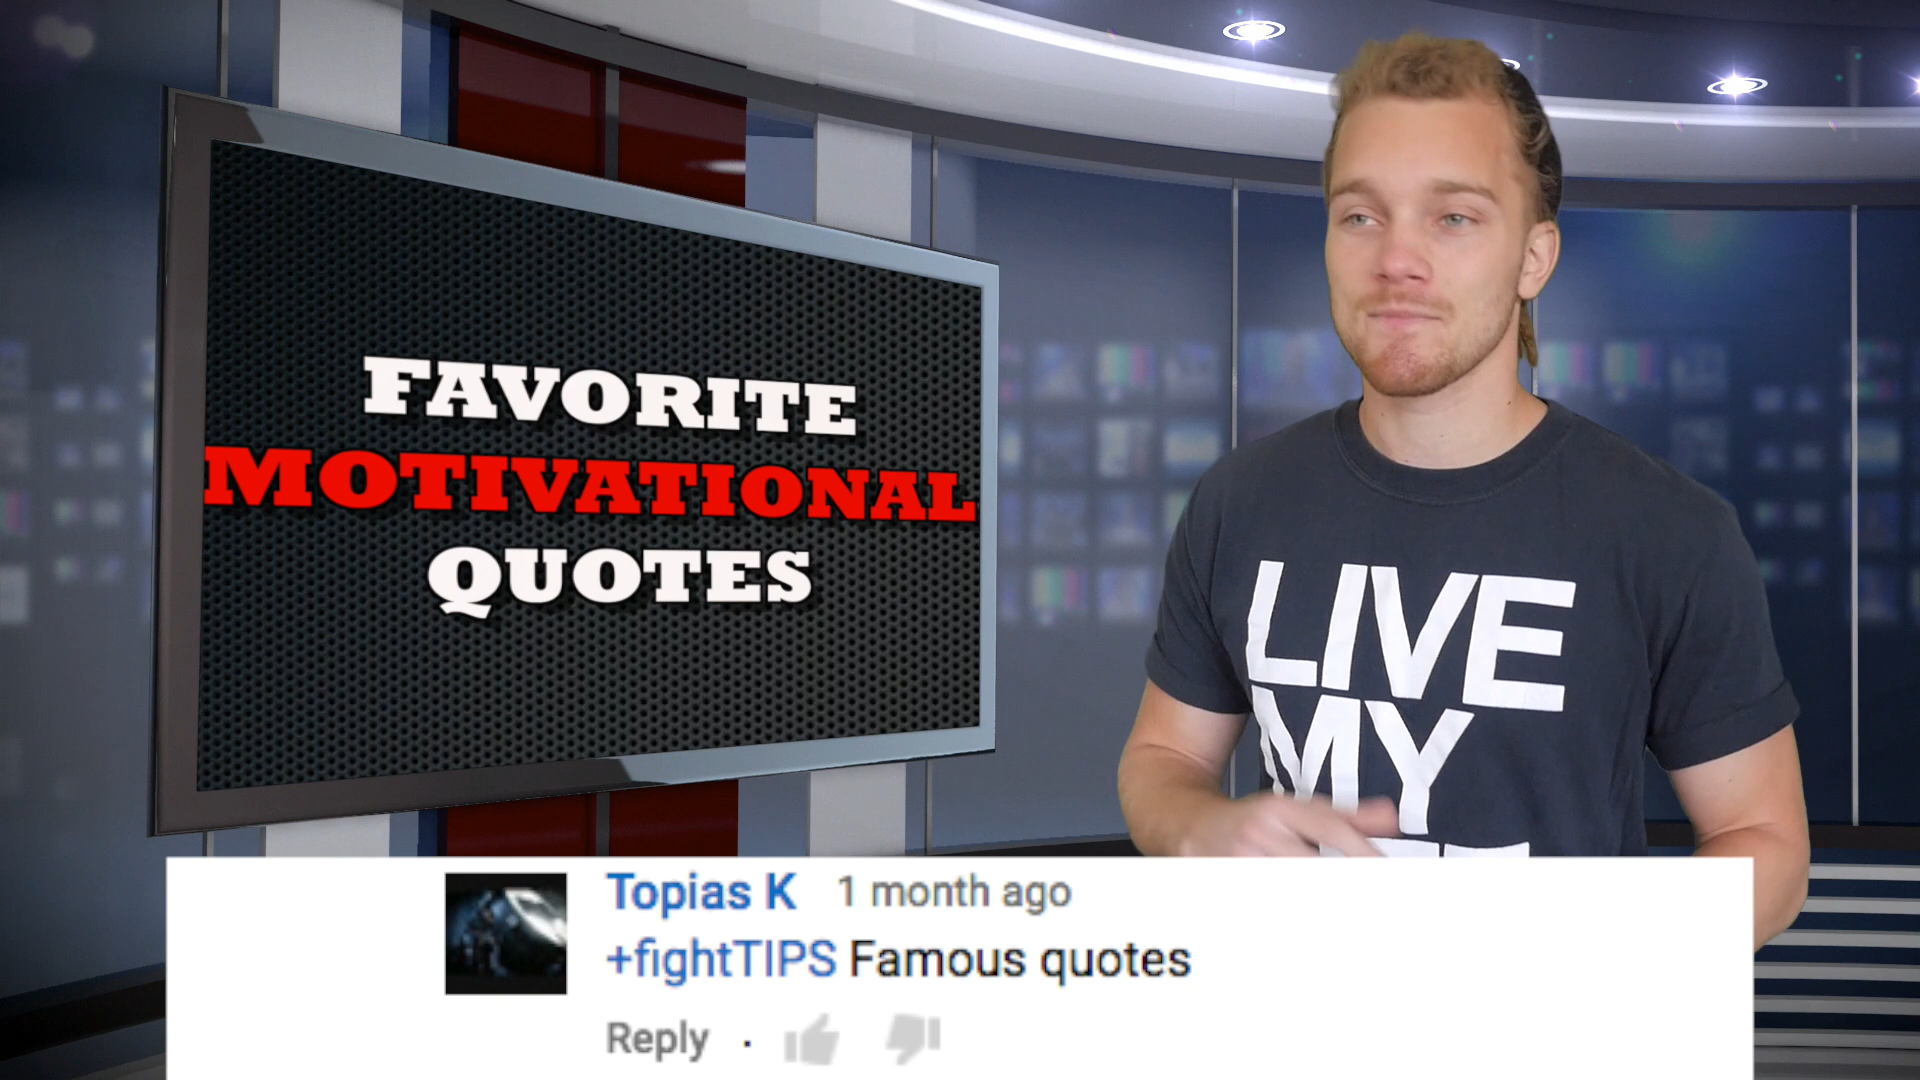 FAVORITE
MOTIVATIONAL
QUOTES
LIVE
MY
Topias K 1 month ago
+fightTIPS Famous quotes
Reply ·